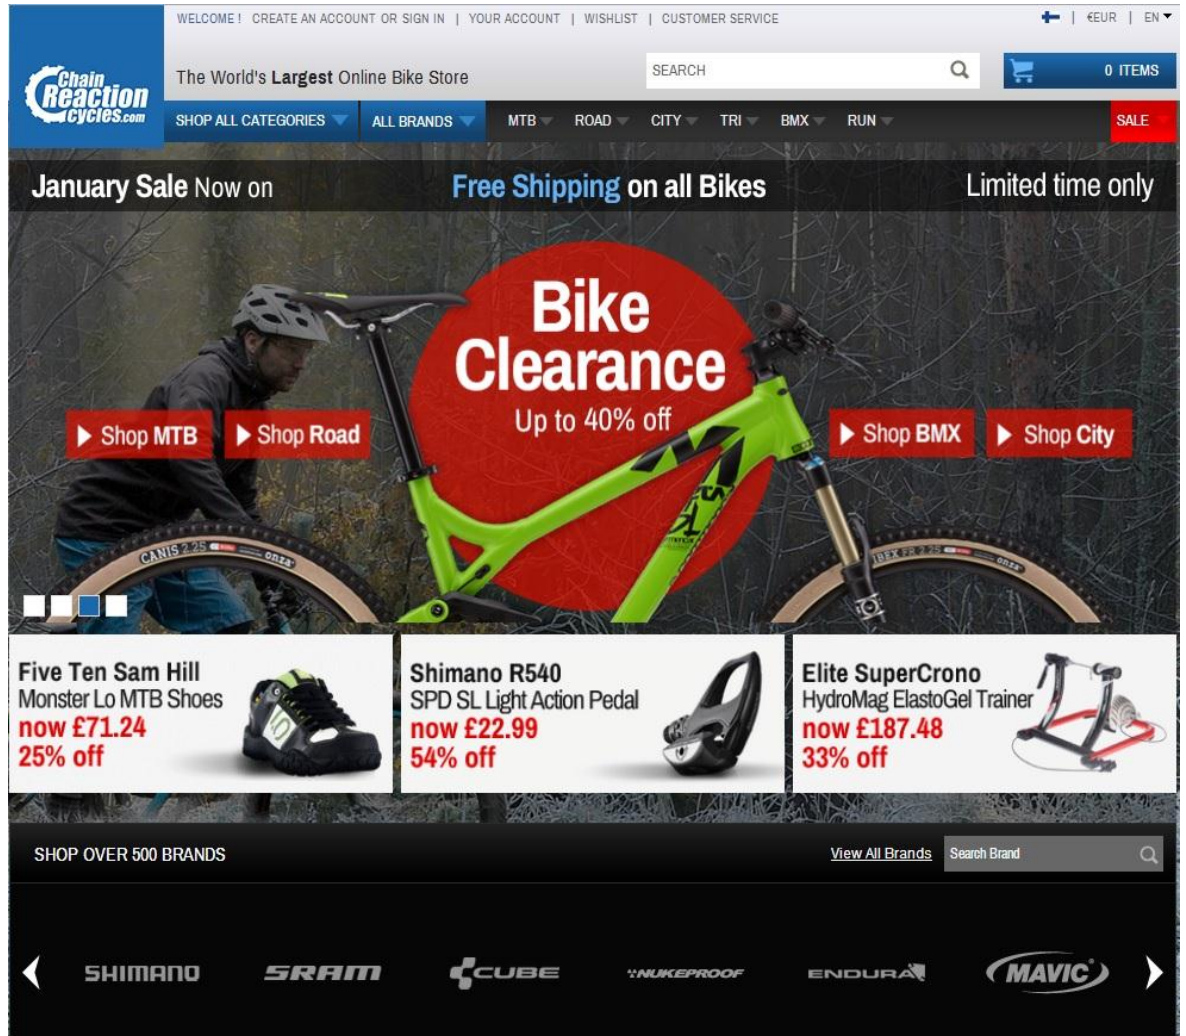 WELCOME ! CREATE AN ACCOUNT OR SIGN IN | YOUR ACCOUNT | WISHLIST | CUSTOMER SERVICE
€EUR | EN
Chain
Reaction
cycles.com
The World's Largest Online Bike Store
SEARCH
0 ITEMS
SHOP ALL CATEGORIES
ALL BRANDS
MTB
ROAD
CITY
TRI
BMX
RUN
SALE
January Sale Now on
Free Shipping on all Bikes
Limited time only
Bike
Clearance
Up to 40% off
Shop MTB
Shop Road
Shop BMX
Shop City
CANIS 2.25
onza
IBEX FR 2.25
onza
Five Ten Sam Hill
Monster Lo MTB Shoes
now £71.24
25% off
Shimano R540
SPD SL Light Action Pedal
now £22.99
54% off
Elite SuperCrono
HydroMag ElastoGel Trainer
now £187.48
33% off
SHOP OVER 500 BRANDS
View All Brands
Search Brand
SHIMANO
SRAM
CUBE
NUKEPROOF
ENDURA
MAVIC